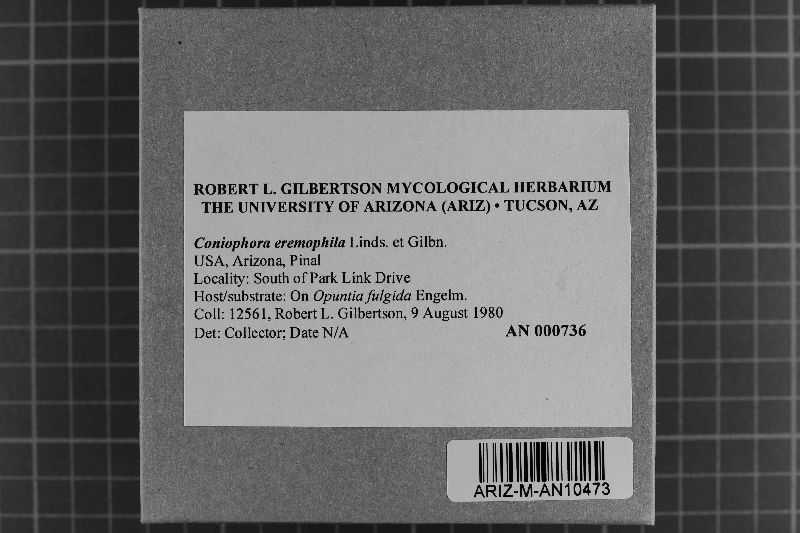 ROBERT L. GILBERTSON MYCOLOGICAL HERBARIUM
THE UNIVERSITY OF ARIZONA (ARIZ) • TUCSON, AZ
Coniophora eremophila Linds. et Gilbn.
USA, Arizona, Pinal
Locality: South of Park Link Drive
Host/substrate: On Opuntia fulgida Engelm.
Coll: 12561, Robert L. Gilbertson, 9 August 1980
Det: Collector; Date N/A AN 000736
ARIZ-M-AN10473